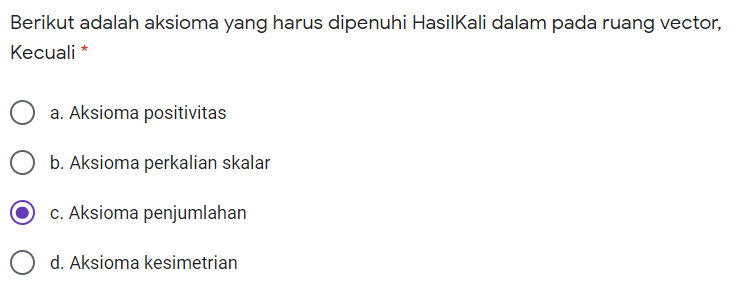 Berikut adalah aksioma yang harus dipenuhi HasilKali dalam pada ruang vector,
Kecuali *
a. Aksioma positivitas
b. Aksioma perkalian skalar
c. Aksioma penjumlahan
d. Aksioma kesimetrian